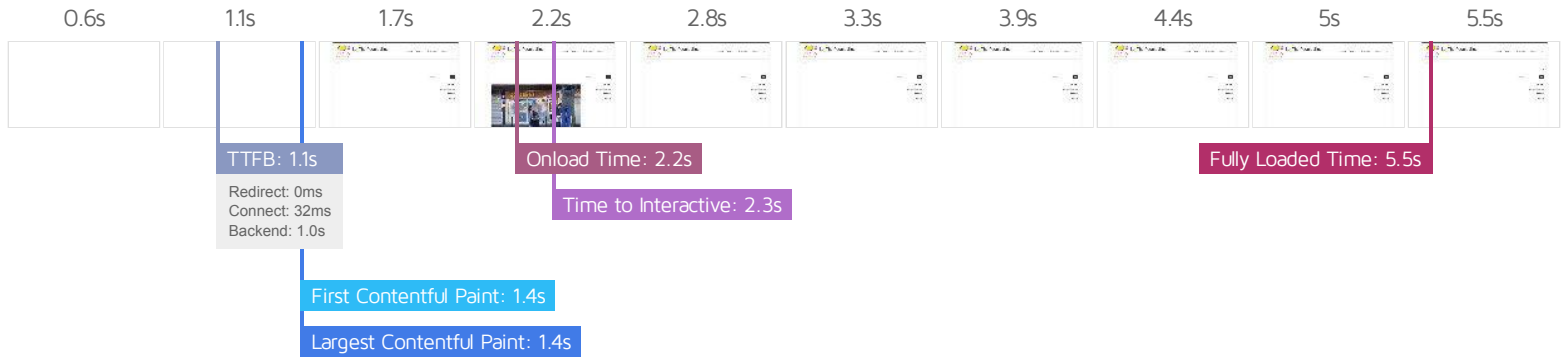 0.6s 1.1s 1.7s 2.2s 2.8s 3.3s 3.9s 4.4s 5s 5.5s
TTFB: 1.1s
Redirect: 0ms
Connect: 32ms
Backend: 1.0s
Onload Time: 2.2s
Time to Interactive: 2.3s
Fully Loaded Time: 5.5s
First Contentful Paint: 1.4s
Largest Contentful Paint: 1.4s